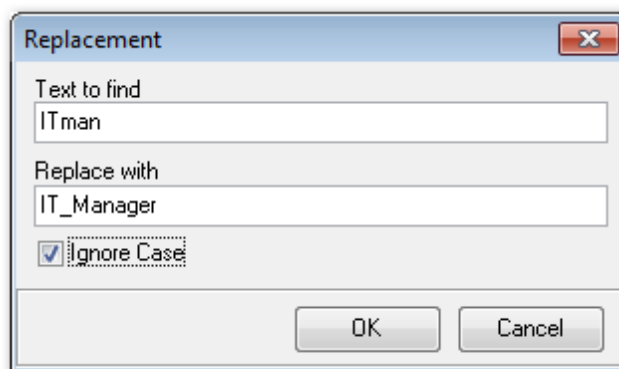 Replacement
Text to find
ITman
Replace with
IT_Manager
Ignore Case
OK
Cancel